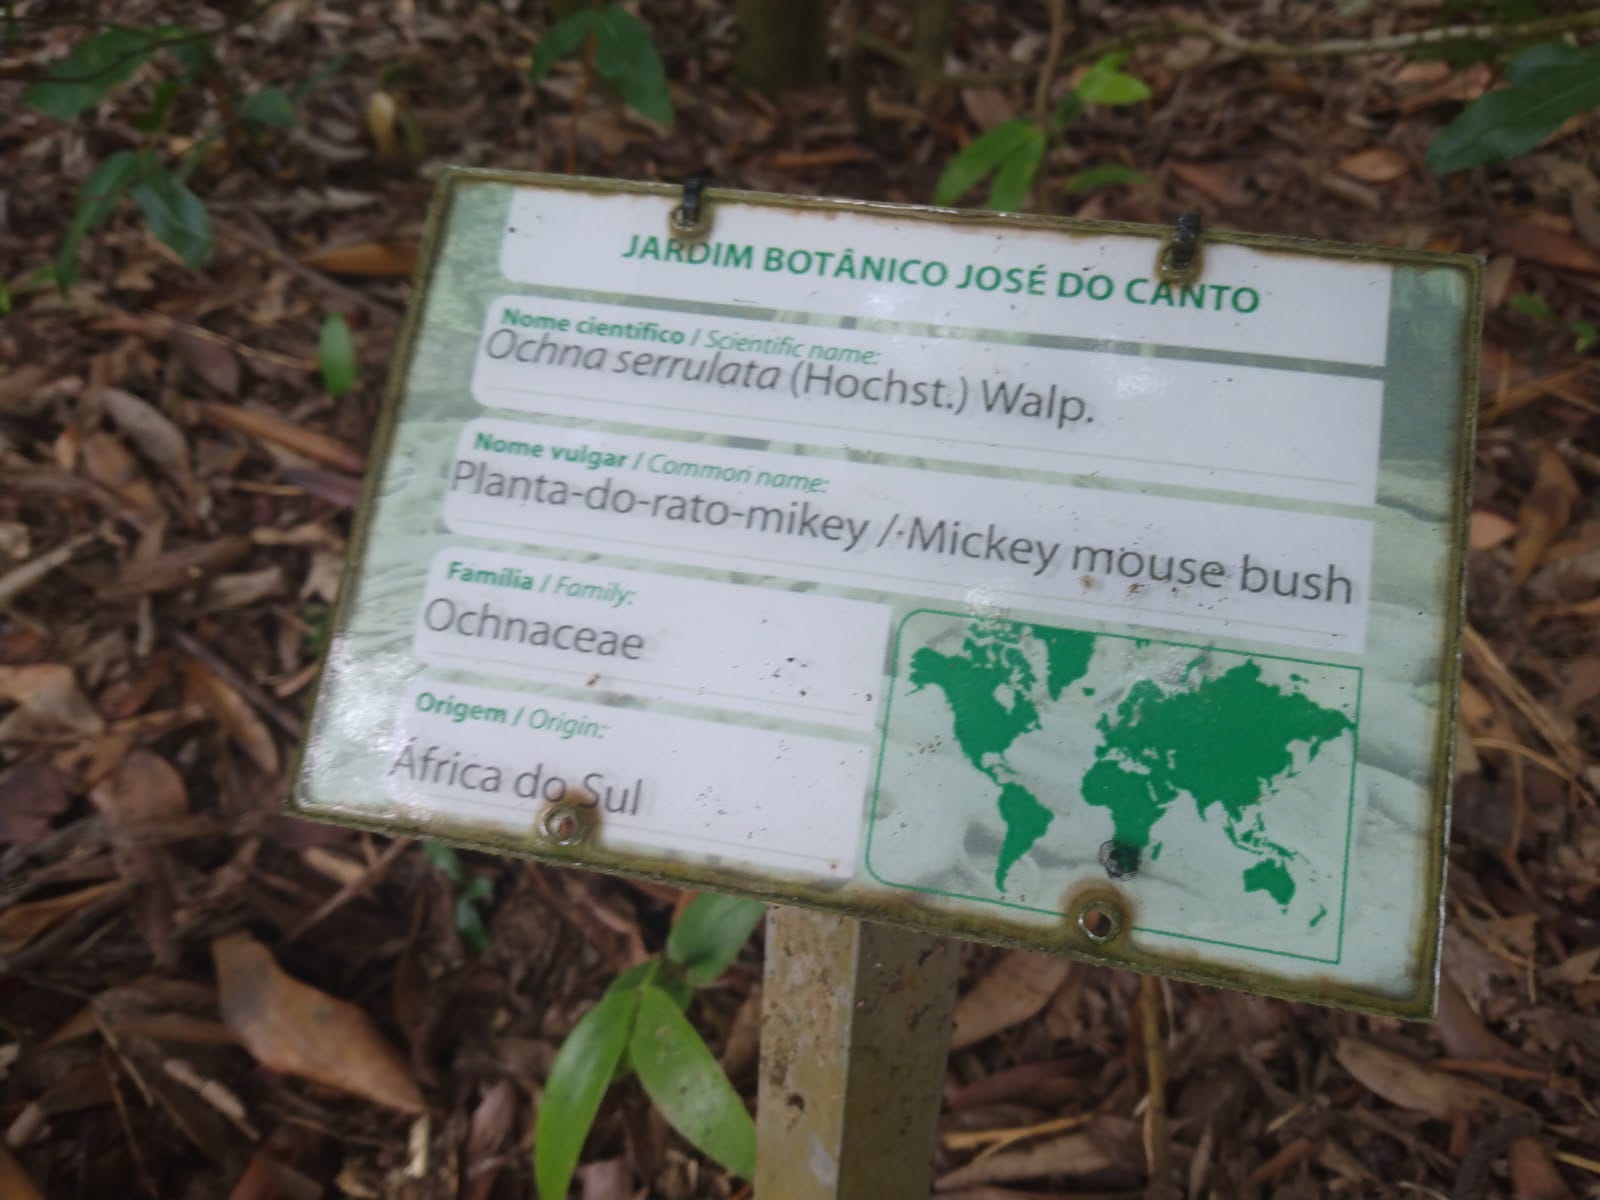 JARDIM BOTÂNICO JOSÉ DO CANTO
Nome científico / Scientific name:
Ochna serrulata (Hochst.) Walp.
Nome vulgar / Common name:
Planta-do-rato-mikey / Mickey mouse bush
Família / Family:
Ochnaceae
Origem / Origin:
África do Sul